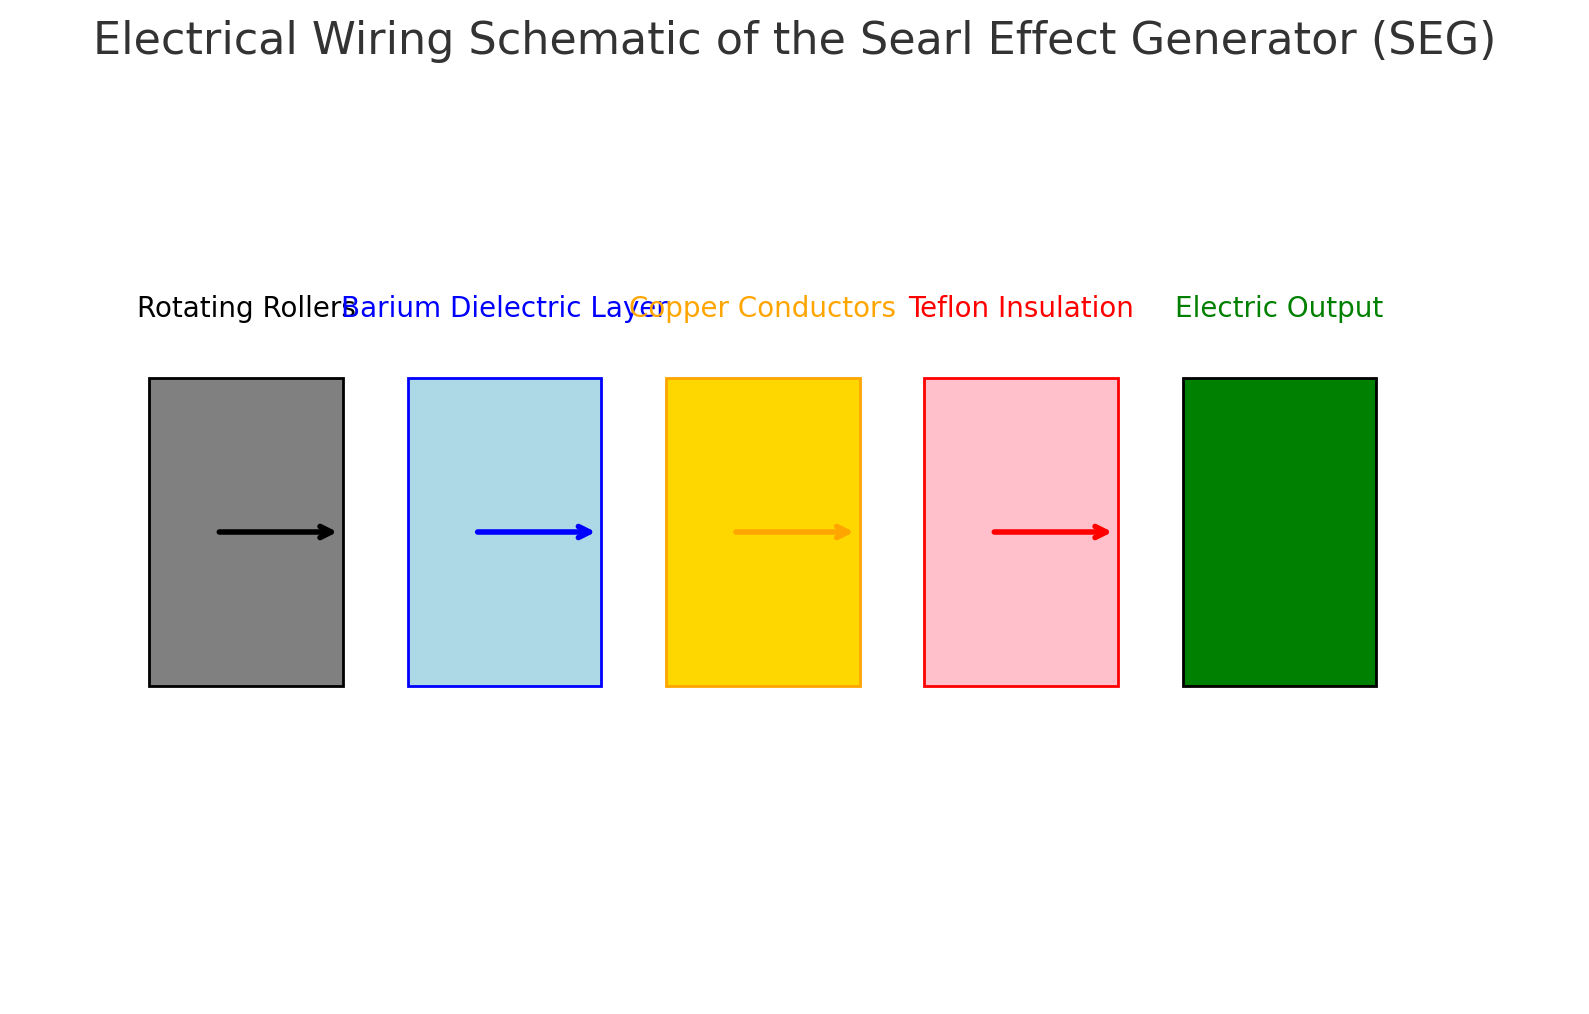 Electrical Wiring Schematic of the Searl Effect Generator (SEG)
Rotating Rollers Barium Dielectric Layer Copper Conductors Teflon Insulation Electric Output